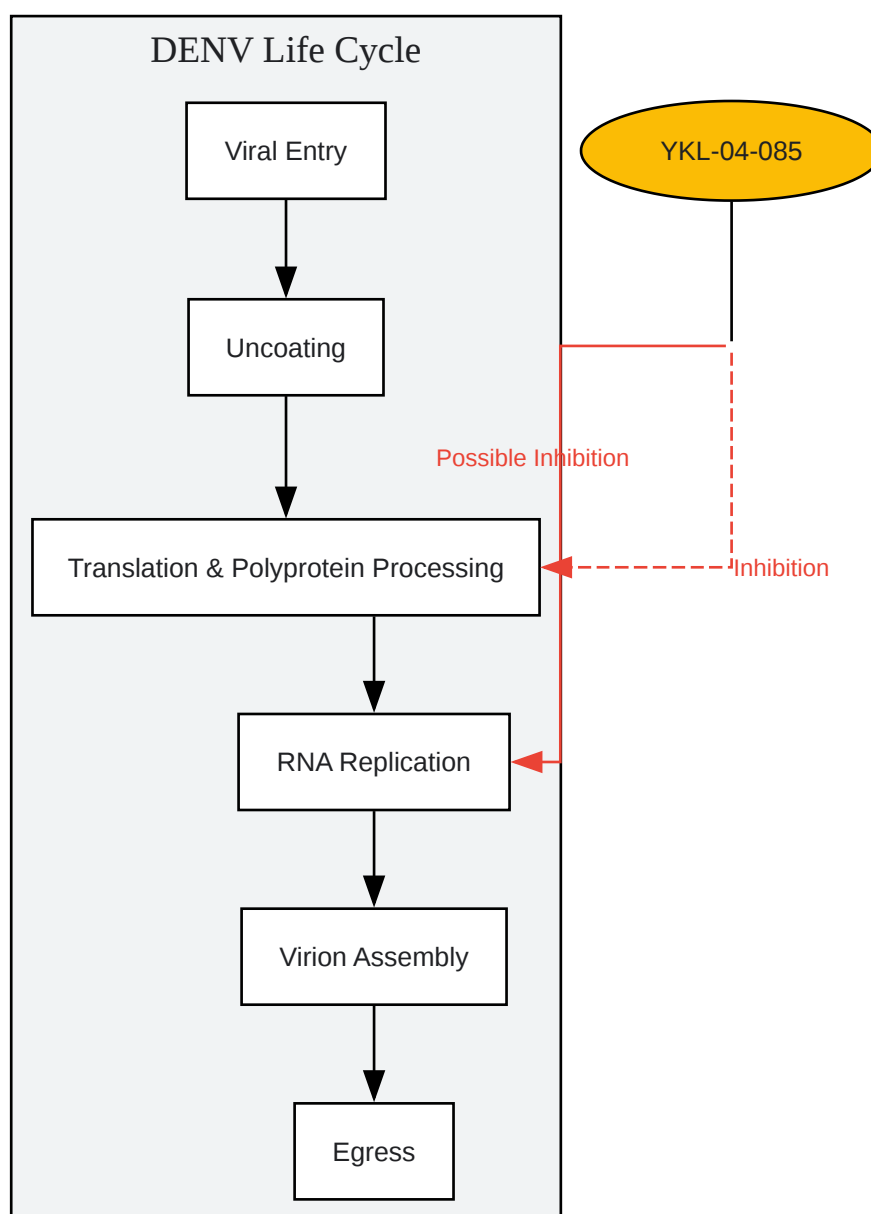 DENV Life Cycle
Viral Entry
YKL-04-085
Uncoating
Possible Inhibition
Translation & Polyprotein Processing
Inhibition
RNA Replication
Virion Assembly
Egress